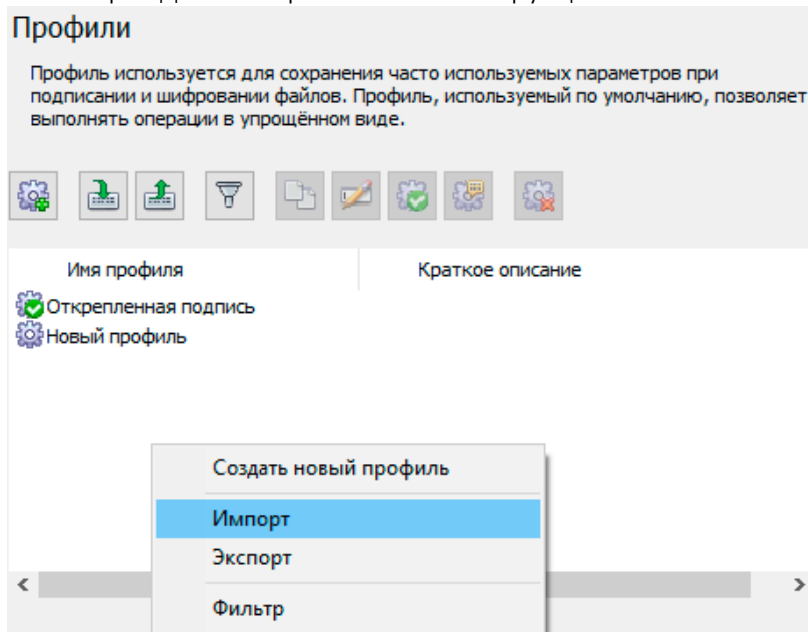 Профили
Профиль используется для сохранения часто используемых параметров при
подписании и шифровании файлов. Профиль, используемый по умолчанию, позволяет
выполнять операции в упрощённом виде.
Имя профиля Краткое описание
Открепленная подпись
Новый профиль
Создать новый профиль
Импорт
Экспорт
Фильтр